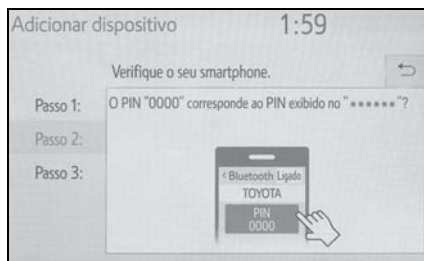 Adicionar dispositivo 1:59
Verifique o seu smartphone.
Passo 1:
O PIN "0000" corresponde ao PIN exibido no "******"?
Passo 2:
Passo 3:
< Bluetooth Ligado
TOYOTA
PIN
0000